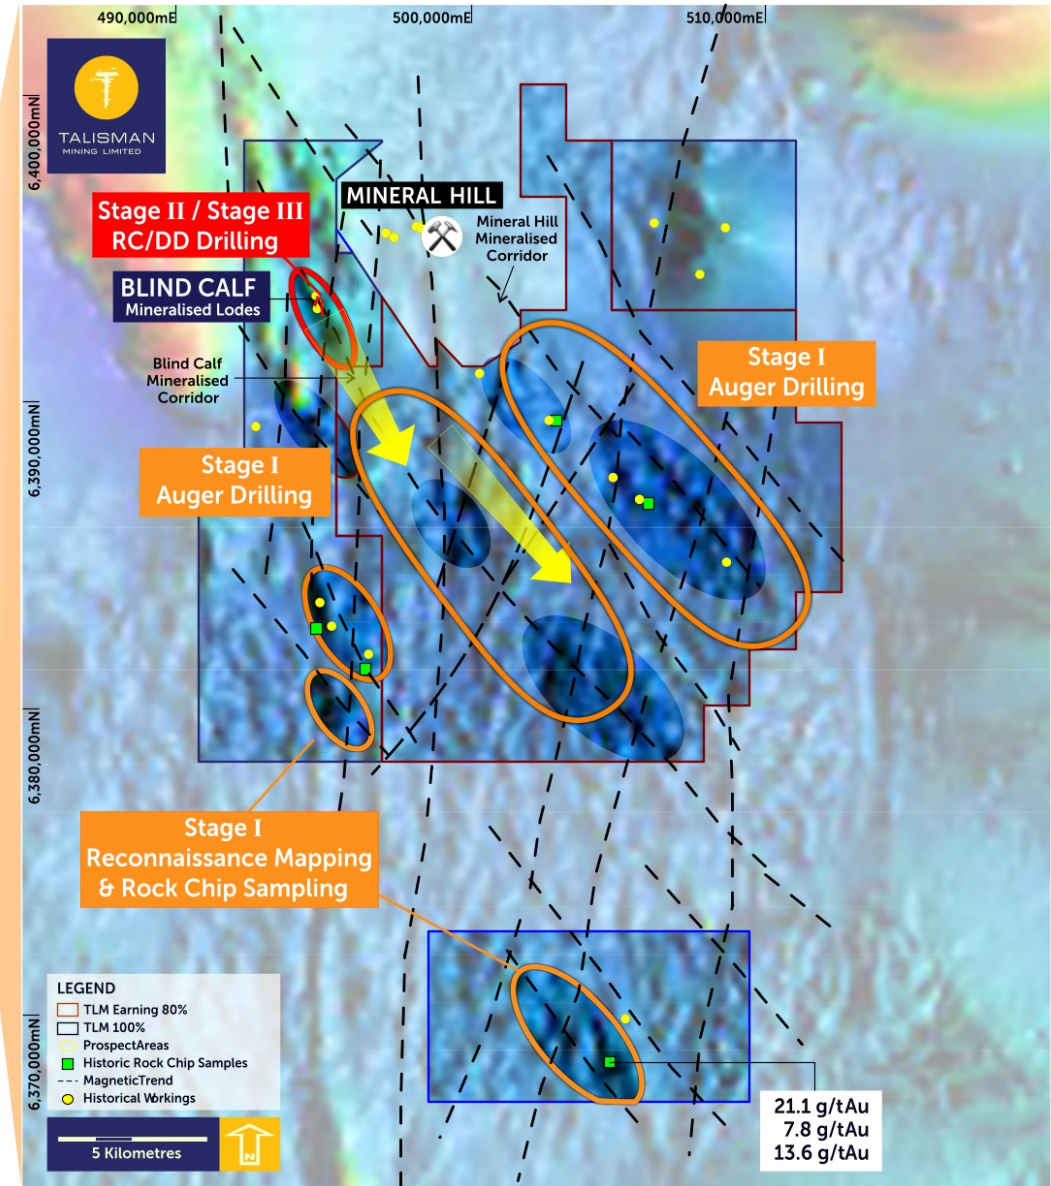 490,000mE
500,000mE
510,000mE
6,400,000mN
6,390,000mN
6,380,000mN
6,370,000mN
TALISMAN
MINING LIMITED
MINERAL HILL
Stage II / Stage III
RC/DD Drilling
Mineral Hill
Mineralised
Corridor
BLIND CALF
Mineralised Lodes
Blind Calf
Mineralised
Corridor
Stage I
Auger Drilling
Stage I
Auger Drilling
Stage I
Reconnaissance Mapping
& Rock Chip Sampling
LEGEND
TLM Earning 80%
TLM 100%
ProspectAreas
Historic Rock Chip Samples
MagneticTrend
Historical Workings
5 Kilometres
N
21.1 g/tAu
7.8 g/tAu
13.6 g/tAu